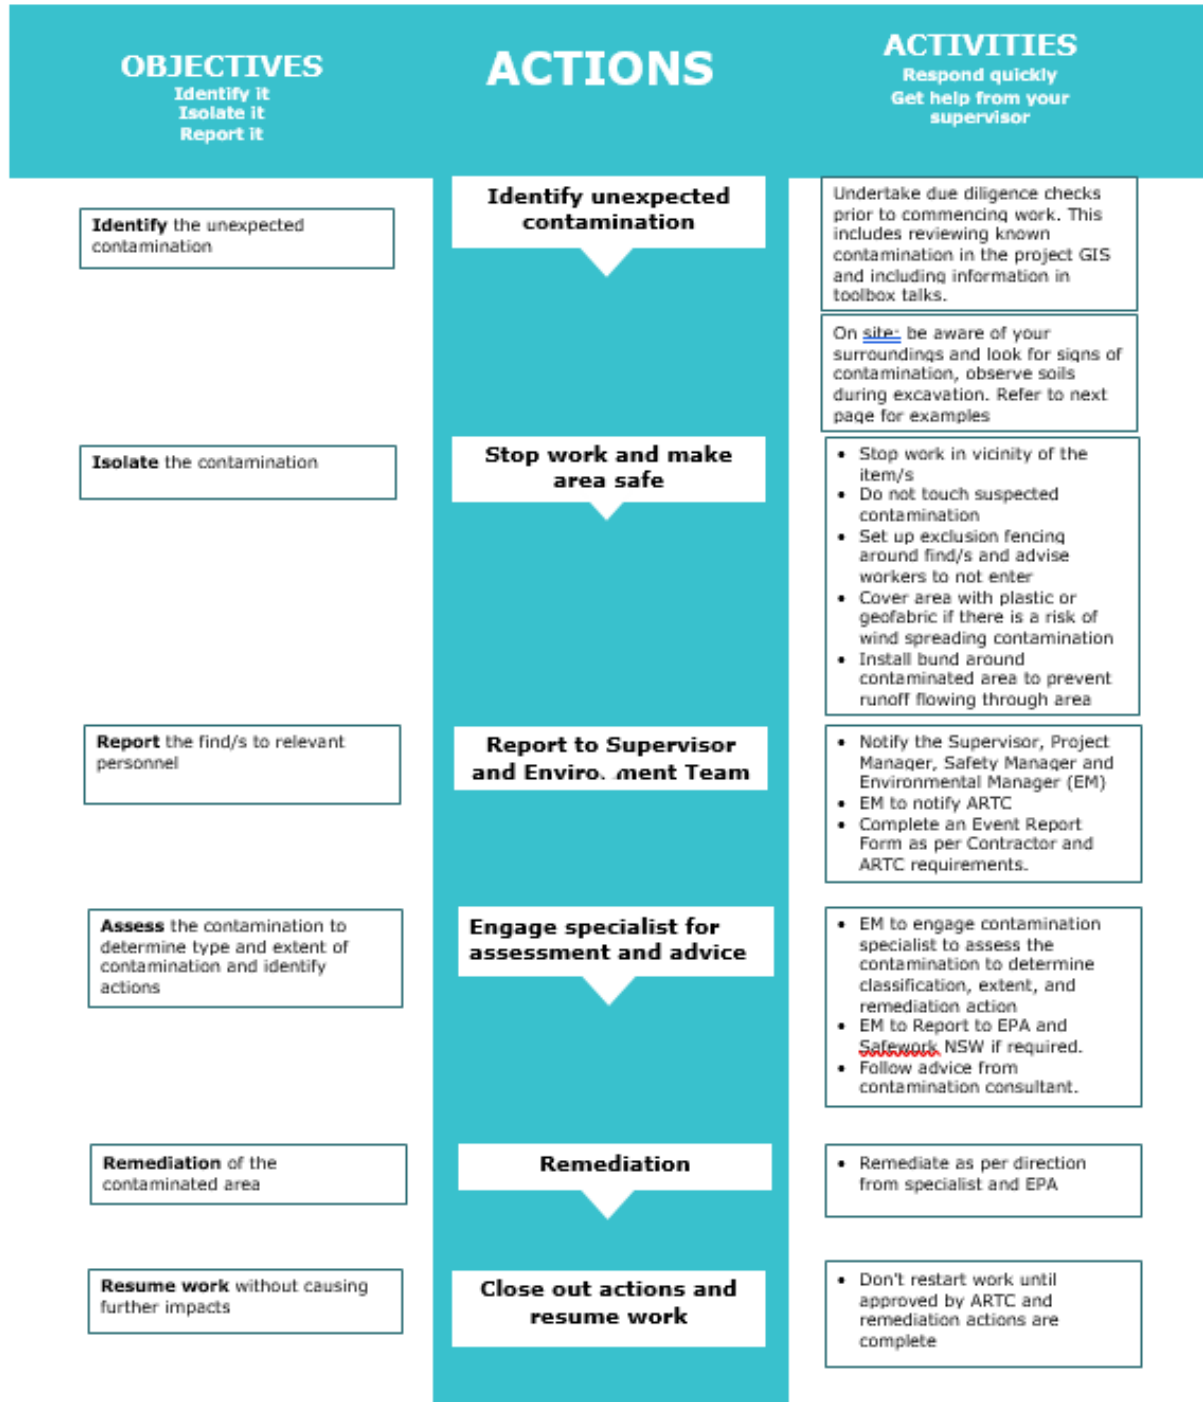 OBJECTIVES
Identify it
Isolate it
Report it
ACTIONS
ACTIVITIES
Respond quickly
Get help from your
supervisor
Identify the unexpected
contamination
Identify unexpected
contamination
Undertake due diligence checks
prior to commencing work. This
includes reviewing known
contamination in the project GIS
and including information in
toolbox talks.
On site: be aware of your
surroundings and look for signs of
contamination, observe soils
during excavation. Refer to next
page for examples
Isolate the contamination
Stop work and make
area safe
• Stop work in vicinity of the
item/s
• Do not touch suspected
contamination
• Set up exclusion fencing
around find/s and advise
workers to not enter
• Cover area with plastic or
geofabric if there is a risk of
wind spreading contamination
• Install bund around
contaminated area to prevent
runoff flowing through area
Report the find/s to relevant
personnel
Report to Supervisor
and Team
• Notify the Supervisor, Project
Manager, Safety Manager and
Environmental Manager (EM)
• EM to notify ARTC
• Complete an Event Report
Form as per Contractor and
ARTC requirements.
Assess the contamination to
determine type and extent of
contamination and identify
actions
Engage specialist for
assessment and advice
• EM to engage contamination
specialist to assess the
contamination to determine
classification, extent, and
remediation action
• EM to Report to EPA and
Safework NSW if required.
• Follow advice from
contamination consultant.
Remediation of the
contaminated area
Remediation
• Remediate as per direction
from specialist and EPA
Resume work without causing
further impacts
Close out actions and
resume work
• Don't restart work until
approved by ARTC and
remediation actions are
complete